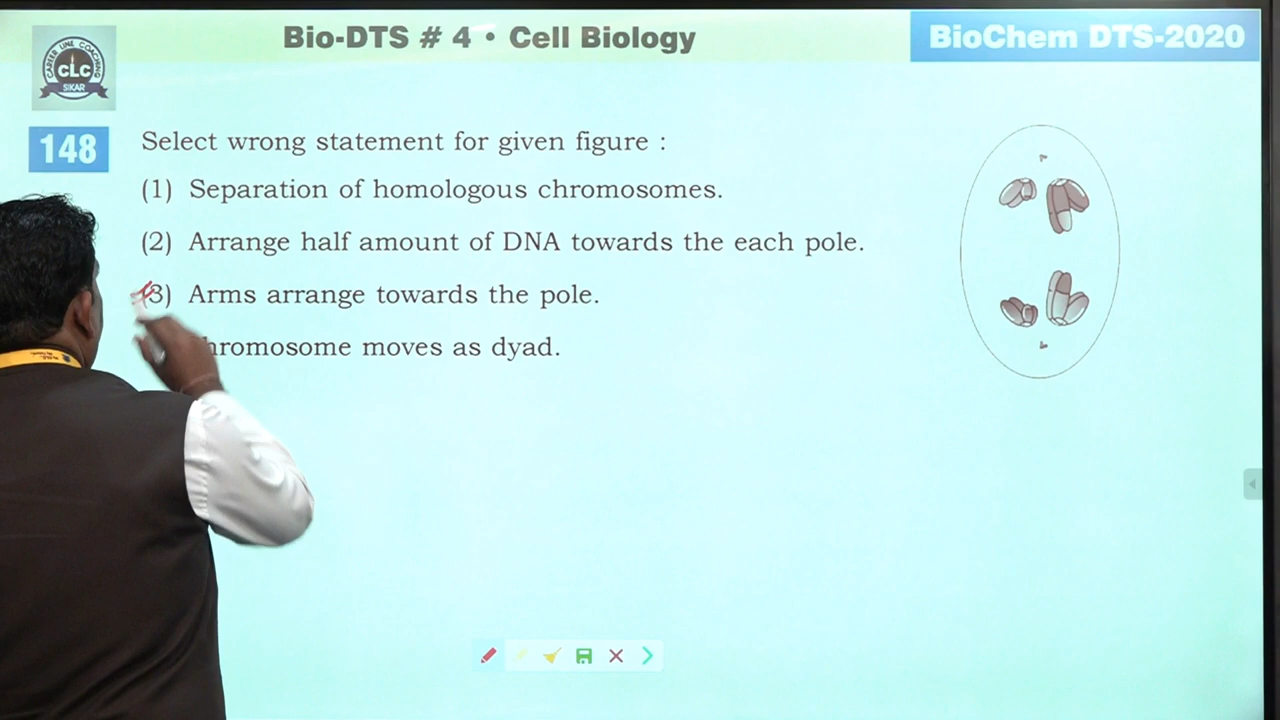 Bio-DTS # 4 • Cell Biology
BioChem DTS-2020
CAREER LINE COACHING
CLC
SIKAR
148
Select wrong statement for given figure :
(1) Separation of homologous chromosomes.
(2) Arrange half amount of DNA towards the each pole.
(3) Arms arrange towards the pole.
hromosome moves as dyad.